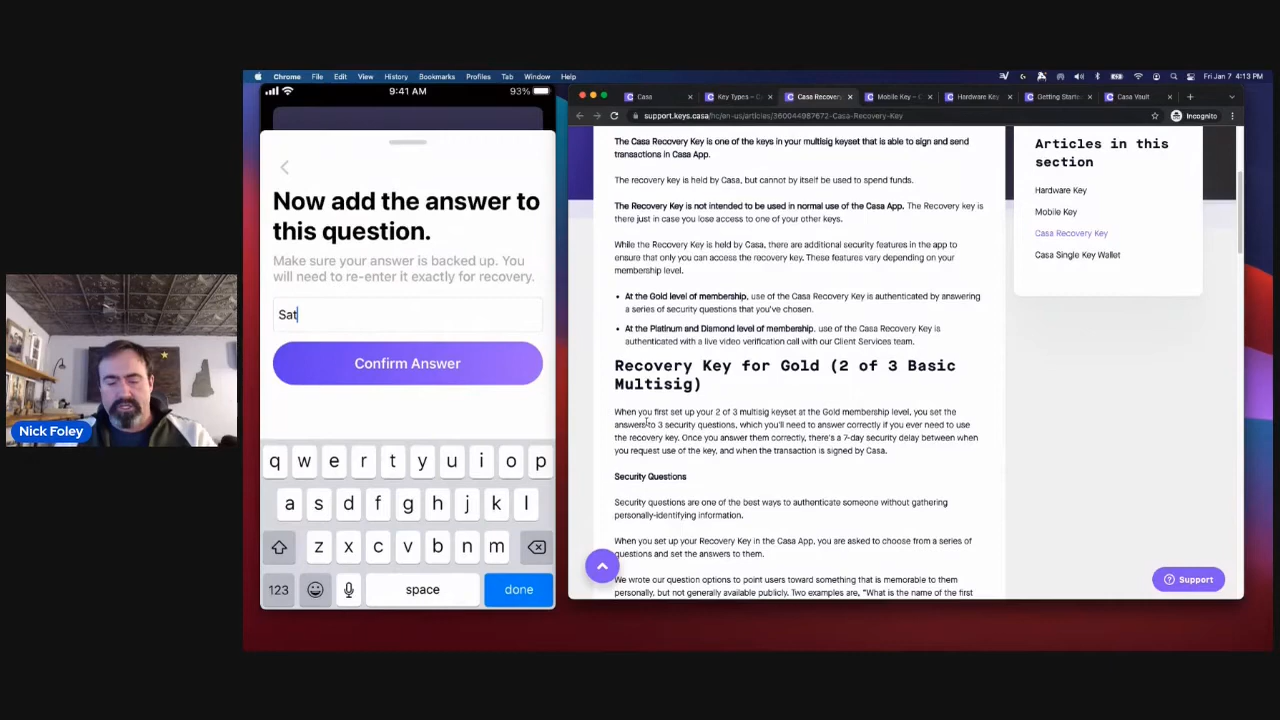 Chrome File Edit View History Bookmarks Profiles Tab Window Help
Fri Jan 7 4:13 PM
9:41 AM
93%
Now add the answer to
this question.
Make sure your answer is backed up. You
will need to re-enter it exactly for recovery.
Sat
Confirm Answer
q w e r t y u i o p
a s d f g h j k l
z x c v b n m
123 space done
Nick Foley
Casa
Key Types –
Casa Recovery
Mobile Key –
Hardware Key
Getting Starte
Casa Vault
support.keys.casa/hc/en-us/articles/360044987672-Casa-Recovery-Key
Incognito
The Casa Recovery Key is one of the keys in your multisig keyset that is able to sign and send
transactions in Casa App.
The recovery key is held by Casa, but cannot by itself be used to spend funds.
The Recovery Key is not intended to be used in normal use of the Casa App. The Recovery key is
there just in case you lose access to one of your other keys.
While the Recovery Key is held by Casa, there are additional security features in the app to
ensure that only you can access the recovery key. These features vary depending on your
membership level.
• At the Gold level of membership, use of the Casa Recovery Key is authenticated by answering
a series of security questions that you've chosen.
• At the Platinum and Diamond level of membership, use of the Casa Recovery Key is
authenticated with a live video verification call with our Client Services team.
Recovery Key for Gold (2 of 3 Basic
Multisig)
When you first set up your 2 of 3 multisig keyset at the Gold membership level, you set the
answers to 3 security questions, which you'll need to answer correctly if you ever need to use
the recovery key. Once you answer them correctly, there's a 7-day security delay between when
you request use of the key, and when the transaction is signed by Casa.
Security Questions
Security questions are one of the best ways to authenticate someone without gathering
personally-identifying information.
When you set up your Recovery Key in the Casa App, you are asked to choose from a series of
questions and set the answers to them.
We wrote our question options to point users toward something that is memorable to them
personally, but not generally available publicly. Two examples are, "What is the name of the first
Articles in this
section
Hardware Key
Mobile Key
Casa Recovery Key
Casa Single Key Wallet
Support